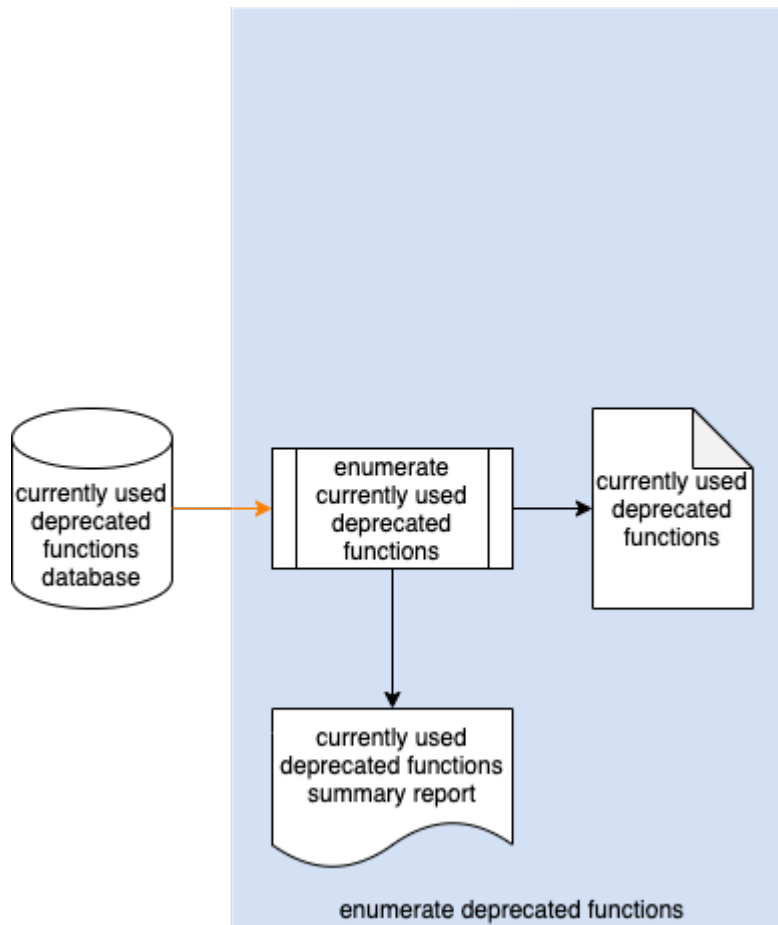 currently used
deprecated
functions
database
enumerate
currently used
deprecated
functions
currently used
deprecated
functions
currently used
deprecated functions
summary report
enumerate deprecated functions